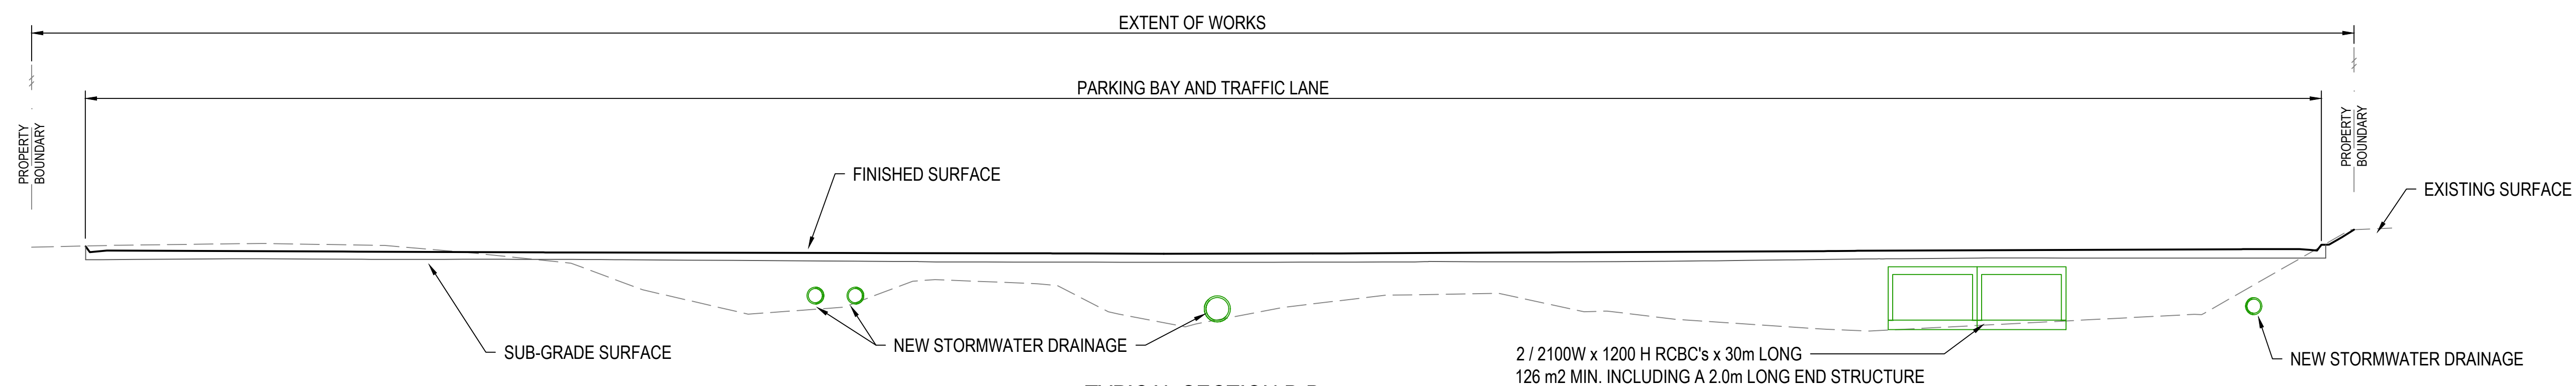 EXTENT OF WORKS
PARKING BAY AND TRAFFIC LANE
PROPERTY
BOUNDARY
PROPERTY
BOUNDARY
FINISHED SURFACE
EXISTING SURFACE
SUB-GRADE SURFACE
NEW STORMWATER DRAINAGE
2 / 2100W x 1200 H RCBC's x 30m LONG
126 m2 MIN. INCLUDING A 2.0m LONG END STRUCTURE
NEW STORMWATER DRAINAGE